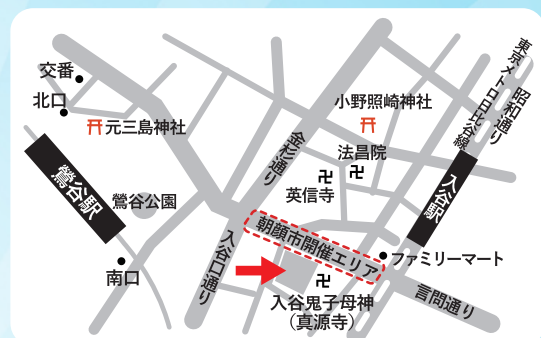 交番
北口
元三島神社
鶯谷駅
鶯谷公園
南口
金杉通り
入谷口通り
小野照崎神社
法昌院
英信寺
東京メトロ日比谷線
昭和通り
入谷駅
朝顔市開催エリア
ファミリーマート
入谷鬼子母神
（真源寺）
言問通り